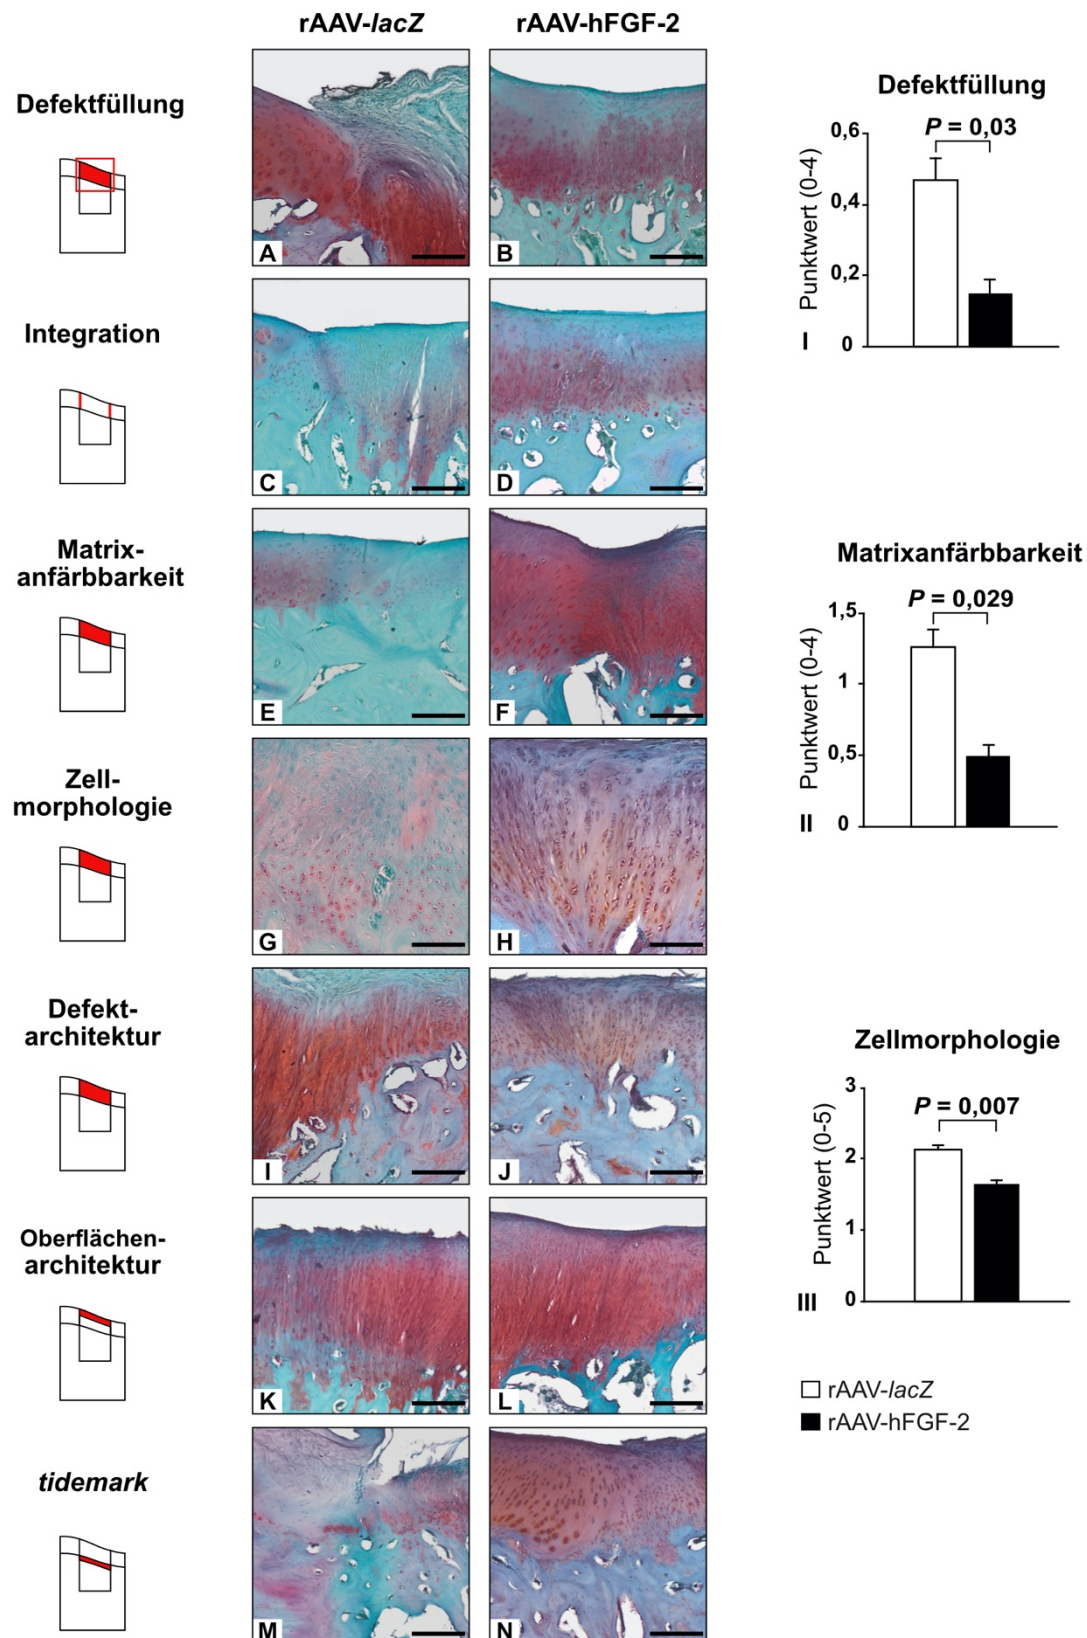 rAAV-lacZ
rAAV-hFGF-2
Defektfüllung
A
B
Defektfüllung
P = 0,03
Punktwert (0-4)
0,6
0,4
0,2
0
I
Integration
C
D
Matrix-
anfärbbarkeit
E
F
Matrixanfärbbarkeit
P = 0,029
Punktwert (0-4)
1,5
1
0,5
0
II
Zell-
morphologie
G
H
Defekt-
architektur
I
J
Zellmorphologie
P = 0,007
Punktwert (0-5)
3
2
1
0
III
Oberflächen-
architektur
K
L
rAAV-lacZ
rAAV-hFGF-2
tidemark
M
N